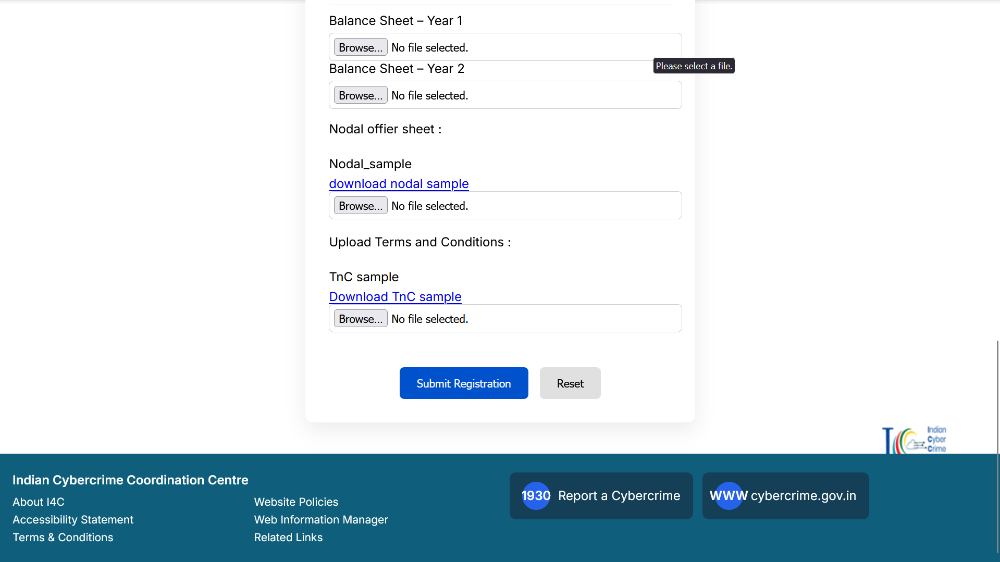 Balance Sheet – Year 1
Browse... No file selected.
Please select a file.
Balance Sheet – Year 2
Browse... No file selected.
Nodal offier sheet :
Nodal_sample
download nodal sample
Browse... No file selected.
Upload Terms and Conditions :
TnC sample
Download TnC sample
Browse... No file selected.
Submit Registration Reset
Indian
Cyber
Crime
Indian Cybercrime Coordination Centre
About I4C Website Policies
Accessibility Statement Web Information Manager
Terms & Conditions Related Links
1930 Report a Cybercrime
WWW cybercrime.gov.in